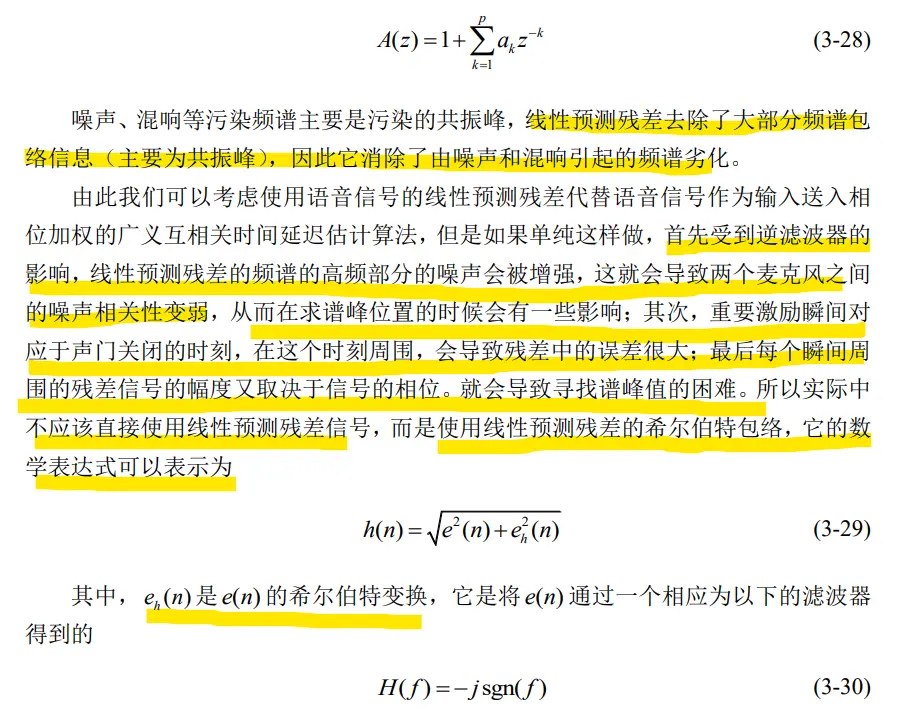 A(z) = 1 + \sum_{k=1}^{p} a_k z^{-k} (3-28)
噪声、混响等污染频谱主要是污染的共振峰，线性预测残差去除了大部分频谱包
络信息（主要为共振峰），因此它消除了由噪声和混响引起的频谱劣化。
由此我们可以考虑使用语音信号的线性预测残差代替语音信号作为输入送入相
位加权的广义互相关时间延迟估计算法，但是如果单纯这样做，首先受到逆滤波器的
影响，线性预测残差的频谱的高频部分的噪声会被增强，这就会导致两个麦克风之间
的噪声相关性变弱，从而在求谱峰位置的时候会有一些影响；其次，重要激励瞬间对
应于声门关闭的时刻，在这个时刻周围，会导致残差中的误差很大；最后每个瞬间周
围的残差信号的幅度又取决于信号的相位。就会导致寻找谱峰值的困难。所以实际中
不应该直接使用线性预测残差信号，而是使用线性预测残差的希尔伯特包络，它的数
学表达式可以表示为
h(n) = \sqrt{e^2(n) + e_h^2(n)} (3-29)
其中，e_h(n)是e(n)的希尔伯特变换，它是将e(n)通过一个相应为以下的滤波器
得到的
H(f) = -j sgn(f) (3-30)